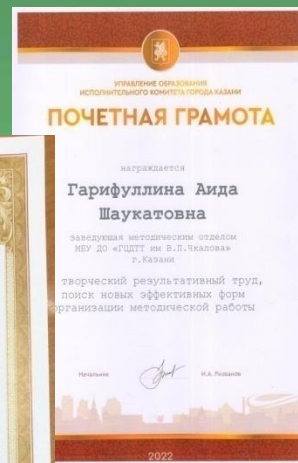 УПРАВЛЕНИЕ ОБРАЗОВАНИЯ
ИСПОЛНИТЕЛЬНОГО КОМИТЕТА ГОРОДА КАЗАНИ
ПОЧЕТНАЯ ГРАМОТА
награждается
Гарифуллина Аида
Шаукатовна
заведующая методическим отделом
МБУ ДО «ГЦДТТ им В.П.Чкалова»
г.Казани
творческий результативный труд,
поиск новых эффективных форм
организации методической работы
Начальник
И.А. Ризванов
2022